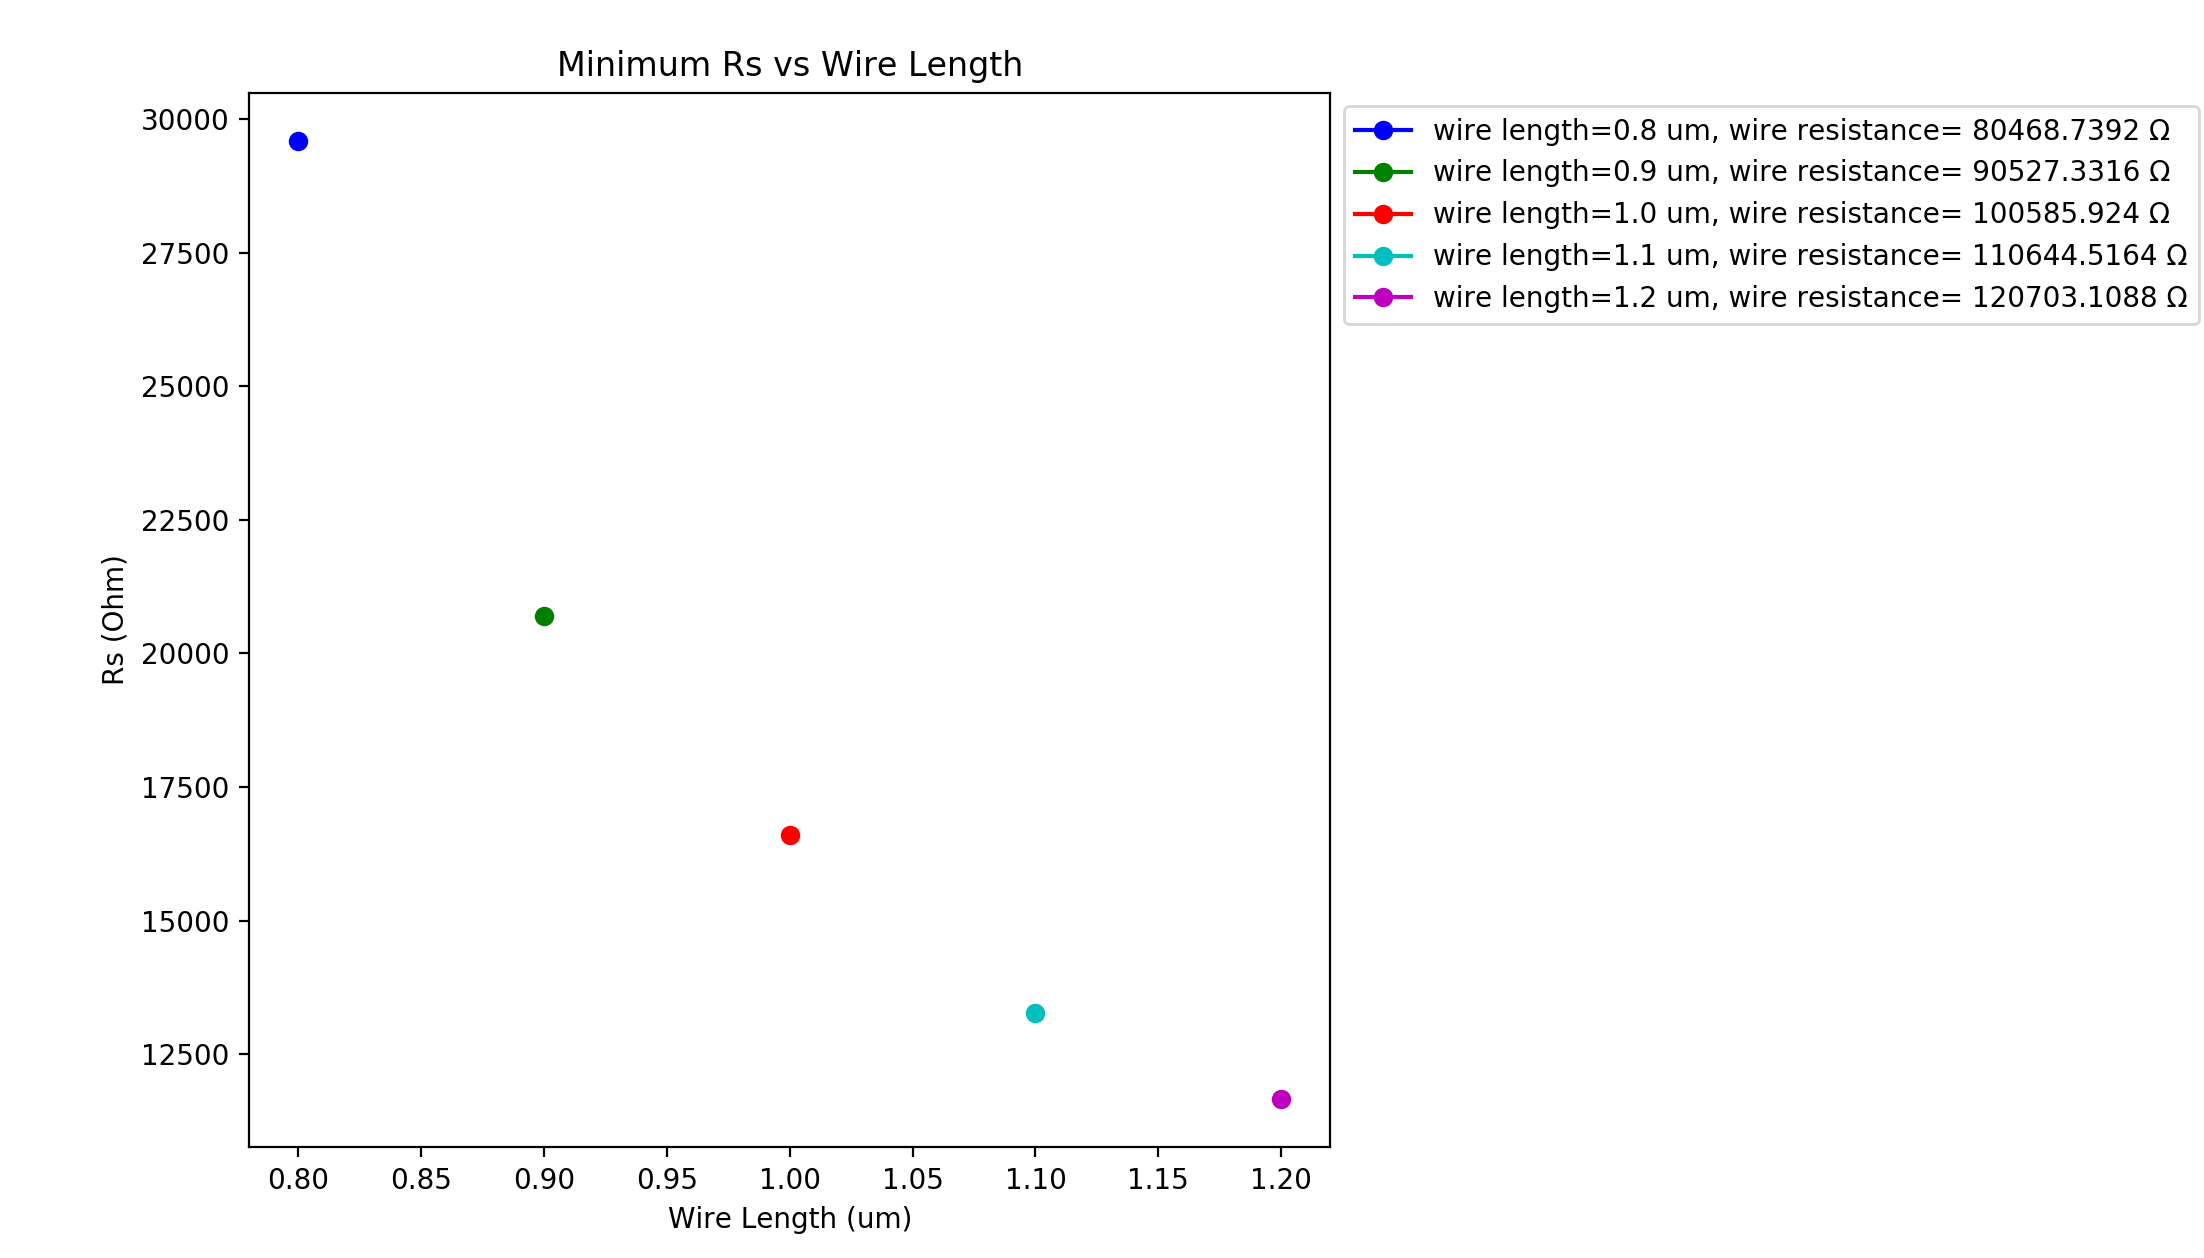 Minimum Rs vs Wire Length
30000
27500
25000
22500
20000
17500
15000
12500
Rs (Ohm)
0.80 0.85 0.90 0.95 1.00 1.05 1.10 1.15 1.20
Wire Length (um)
wire length=0.8 um, wire resistance= 80468.7392 Ω
wire length=0.9 um, wire resistance= 90527.3316 Ω
wire length=1.0 um, wire resistance= 100585.924 Ω
wire length=1.1 um, wire resistance= 110644.5164 Ω
wire length=1.2 um, wire resistance= 120703.1088 Ω